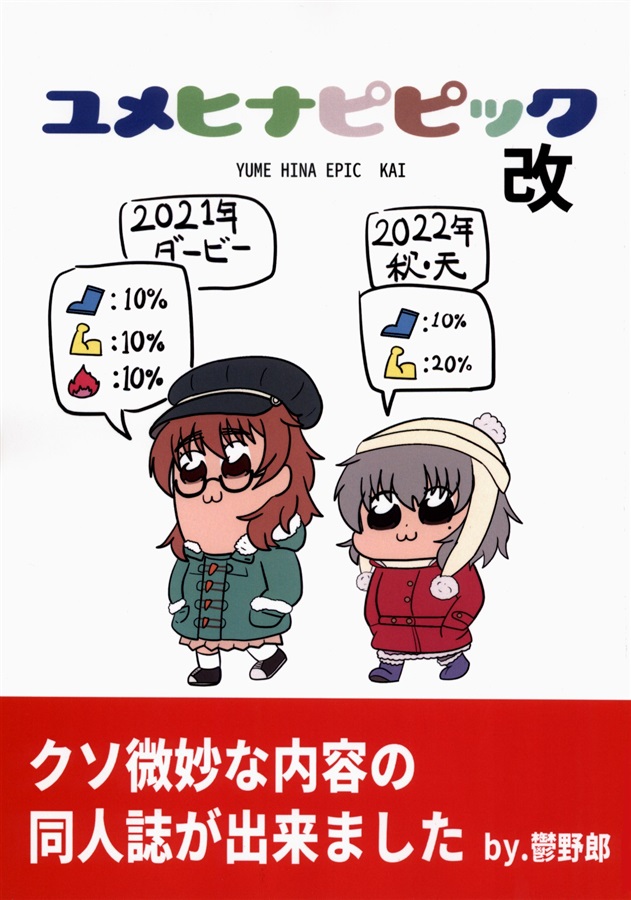 ユメヒナピピック
改
YUME HINA EPIC KAI
2021年
ダービー
:10%
:10%
:10%
2022年
秋・天
:10%
:20%
クソ微妙な内容の
同人誌が出来ました by.鬱野郎